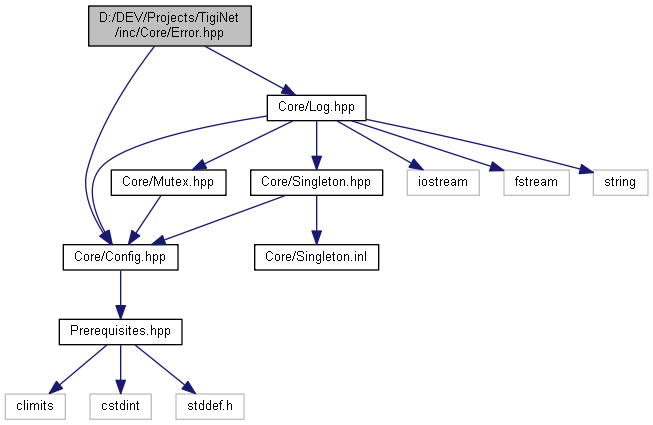 D:/DEV/Projects/TigiNet
/inc/Core/Error.hpp
Core/Log.hpp
Core/Mutex.hpp
Core/Singleton.hpp
iostream
fstream
string
Core/Config.hpp
Core/Singleton.inl
Prerequisites.hpp
climits
cstdint
stddef.h